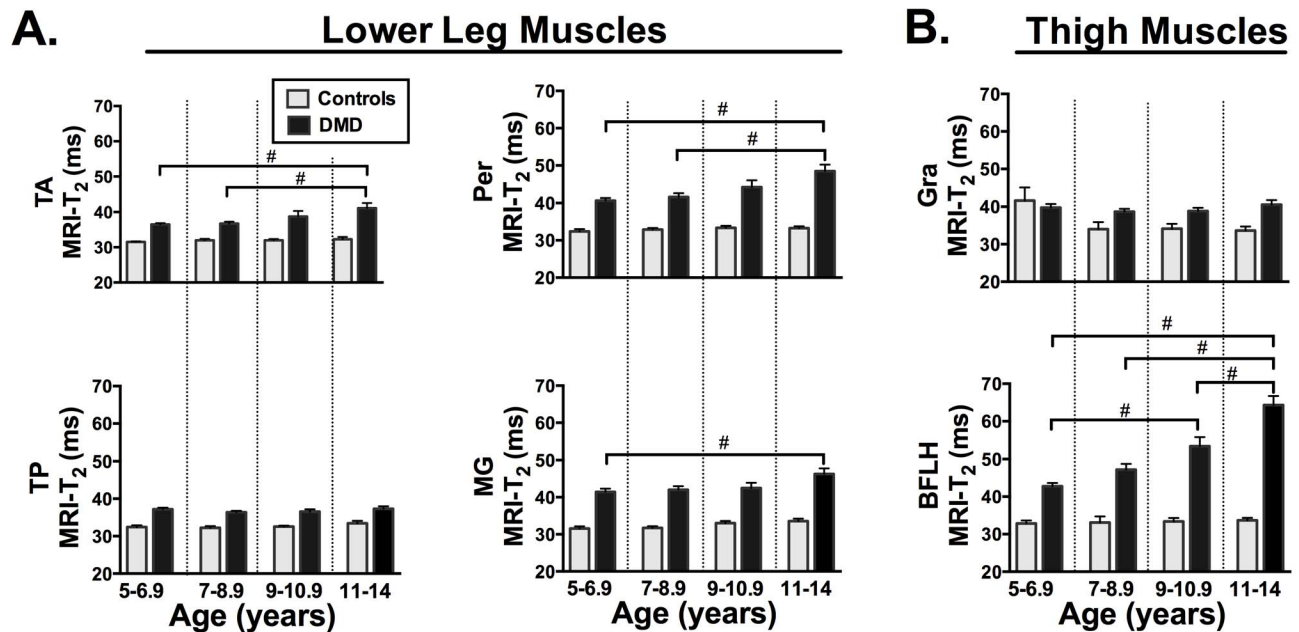 A.
Lower Leg Muscles
Controls
DMD
TA
MRI-T2 (ms)
70
60
50
40
30
20
#
#
Per
MRI-T2 (ms)
70
60
50
40
30
20
#
#
TP
MRI-T2 (ms)
70
60
50
40
30
20
5-6.9 7-8.9 9-10.9 11-14
Age (years)
MG
MRI-T2 (ms)
70
60
50
40
30
20
#
5-6.9 7-8.9 9-10.9 11-14
Age (years)
B.
Thigh Muscles
Gra
MRI-T2 (ms)
70
60
50
40
30
20
BFLH
MRI-T2 (ms)
70
60
50
40
30
20
#
#
#
#
5-6.9 7-8.9 9-10.9 11-14
Age (years)